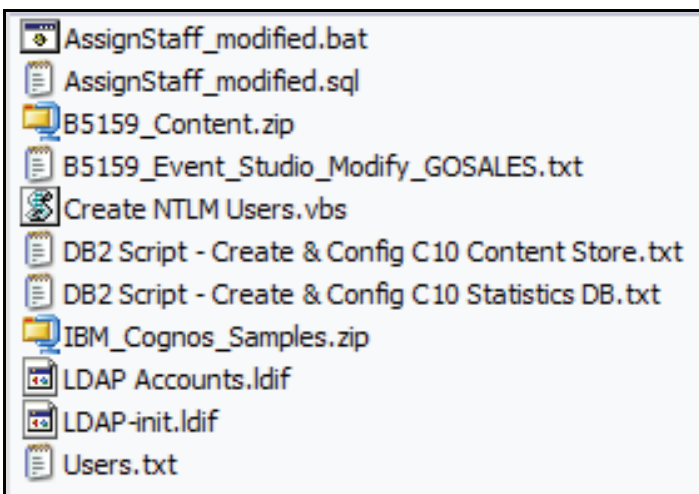 AssignStaff_modified.bat
AssignStaff_modified.sql
B5159_Content.zip
B5159_Event_Studio_Modify_GOSALES.txt
Create NTLM Users.vbs
DB2 Script - Create & Config C10 Content Store.txt
DB2 Script - Create & Config C10 Statistics DB.txt
IBM_Cognos_Samples.zip
LDAP Accounts.ldif
LDAP-init.ldif
Users.txt